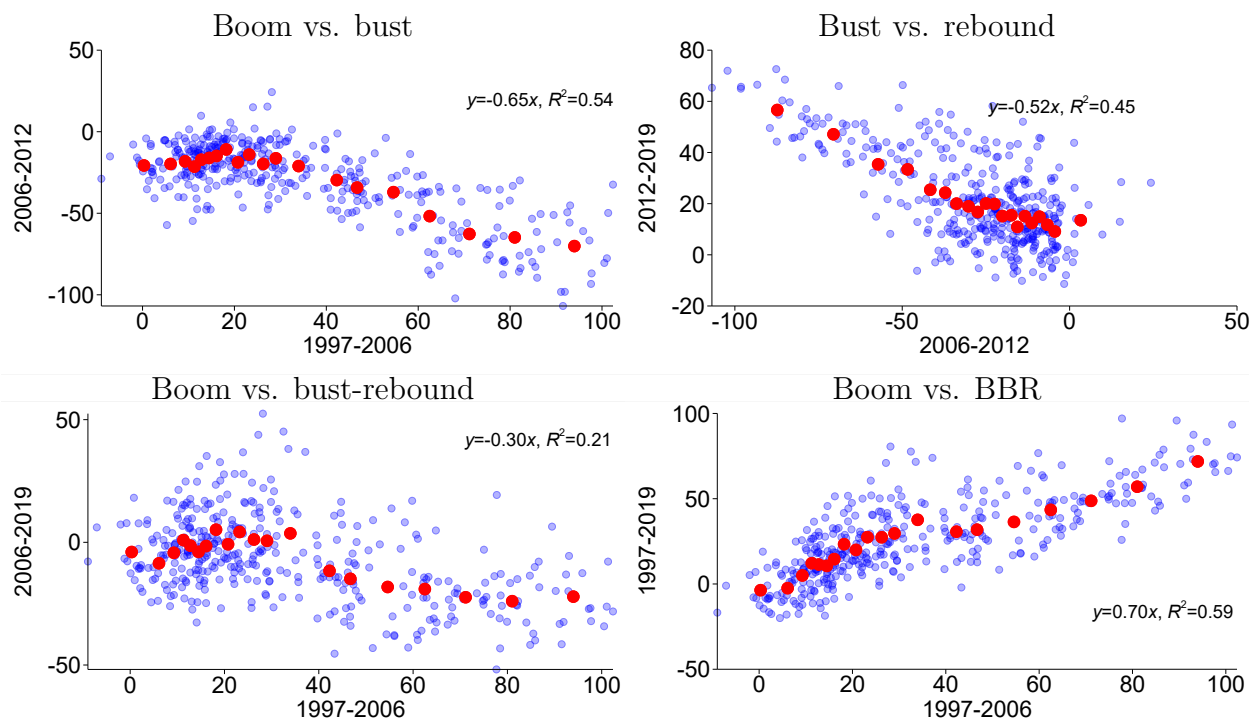 Boom vs. bust
50
0
-50
-100
2006-2012
y=-0.65x, R²=0.54
0 20 40 60 80 100
1997-2006
Bust vs. rebound
80
60
40
20
0
-20
2012-2019
y=-0.52x, R²=0.45
-100 -50 0 50
2006-2012
Boom vs. bust-rebound
50
0
-50
2006-2019
y=-0.30x, R²=0.21
0 20 40 60 80 100
1997-2006
Boom vs. BBR
100
50
0
-50
1997-2019
y=0.70x, R²=0.59
0 20 40 60 80 100
1997-2006